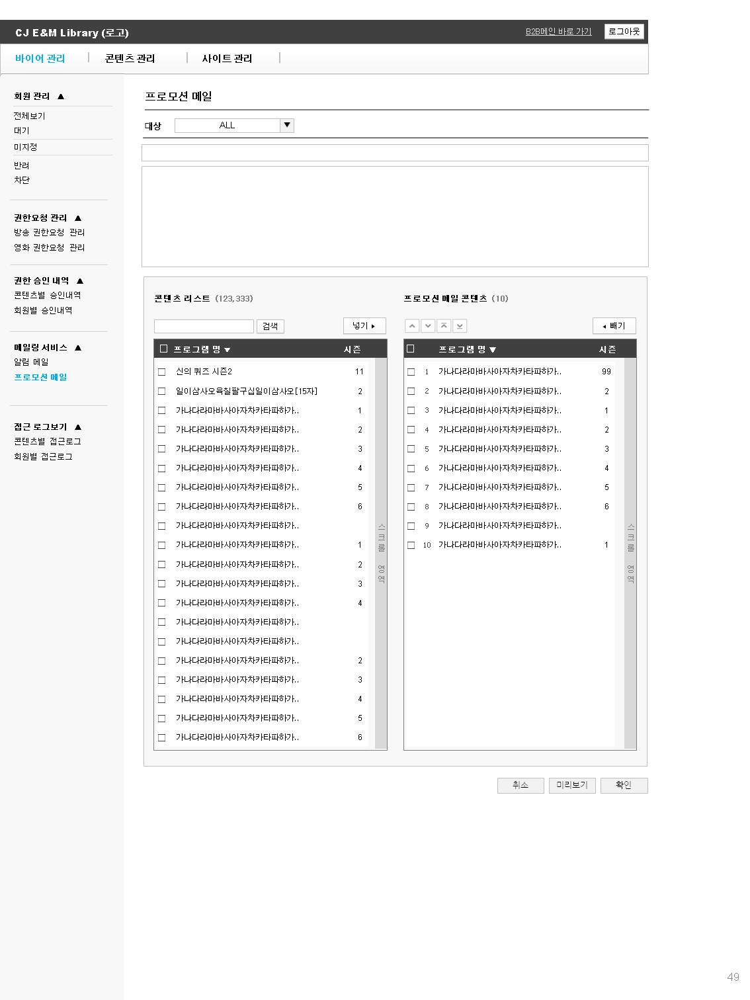 CJ E&M Library (로고)
B2B메인 바로 가기
로그아웃
바이어 관리
콘텐츠 관리
사이트 관리
회원 관리 ▲
전체보기
대기
미지정
반려
차단
권한요청 관리 ▲
방송 권한요청 관리
영화 권한요청 관리
권한 승인 내역 ▲
콘텐츠별 승인내역
회원별 승인내역
메일링 서비스 ▲
알림 메일
프로모션 메일
접근 로그보기 ▲
콘텐츠별 접근로그
회원별 접근로그
프로모션 메일
대상 ALL ▼
콘텐츠 리스트 (123,333)
검색
넣기 ▸
프로그램 명 ▼ 시즌
신의 퀴즈 시즌2 11
일이삼사오육칠팔구십일이삼사오[15자] 2
가나다라마바사아자차카타파하가.. 1
가나다라마바사아자차카타파하가.. 2
가나다라마바사아자차카타파하가.. 3
가나다라마바사아자차카타파하가.. 4
가나다라마바사아자차카타파하가.. 5
가나다라마바사아자차카타파하가.. 6
가나다라마바사아자차카타파하가..
가나다라마바사아자차카타파하가.. 1
가나다라마바사아자차카타파하가.. 2
가나다라마바사아자차카타파하가.. 3
가나다라마바사아자차카타파하가.. 4
가나다라마바사아자차카타파하가..
가나다라마바사아자차카타파하가..
가나다라마바사아자차카타파하가.. 2
가나다라마바사아자차카타파하가.. 3
가나다라마바사아자차카타파하가.. 4
가나다라마바사아자차카타파하가.. 5
가나다라마바사아자차카타파하가.. 6
스크롤 영역
프로모션 메일 콘텐츠 (10)
◂ 빼기
프로그램 명 ▼ 시즌
1 가나다라마바사아자차카타파하가.. 99
2 가나다라마바사아자차카타파하가.. 2
3 가나다라마바사아자차카타파하가.. 1
4 가나다라마바사아자차카타파하가.. 2
5 가나다라마바사아자차카타파하가.. 3
6 가나다라마바사아자차카타파하가.. 4
7 가나다라마바사아자차카타파하가.. 5
8 가나다라마바사아자차카타파하가.. 6
9 가나다라마바사아자차카타파하가..
10 가나다라마바사아자차카타파하가.. 1
스크롤 영역
취소
미리보기
확인
49